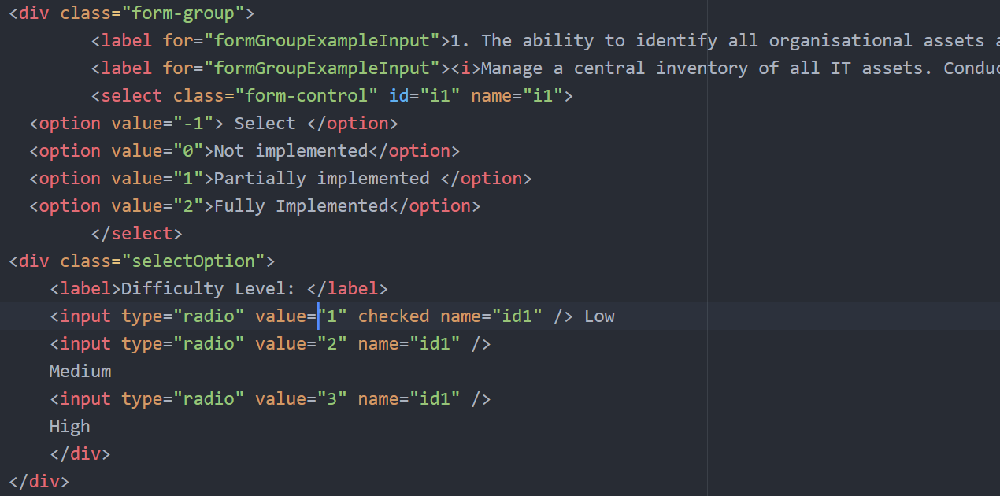 <div class="form-group">
<label for="formGroupExampleInput">1. The ability to identify all organisational assets
<label for="formGroupExampleInput"><i>Manage a central inventory of all IT assets.
<select class="form-control" id="i1" name="i1">
<option value="-1"> Select </option>
<option value="0">Not implemented</option>
<option value="1">Partially implemented </option>
<option value="2">Fully Implemented</option>
</select>
<div class="selectOption">
<label>Difficulty Level: </label>
<input type="radio" value="1" checked name="id1" /> Low
<input type="radio" value="2" name="id1" />
Medium
<input type="radio" value="3" name="id1" />
High
</div>
</div>